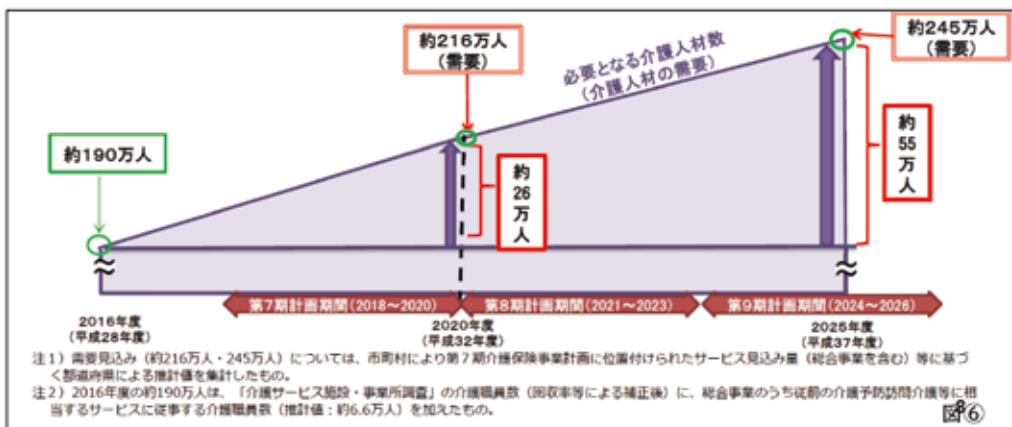 約216万人
(需要)
約245万人
(需要)
必要となる介護人材数
(介護人材の需要)
約190万人
約26万人
約55万人
第7期計画期間(2018～2020)
第8期計画期間(2021～2023)
第9期計画期間(2024～2026)
2016年度
(平成28年度)
2020年度
(平成32年度)
2025年度
(平成37年度)
注1）需要見込み（約216万人・245万人）については、市町村により第7期介護保険事業計画に位置付けられたサービス見込み量（総合事業を含む）等に基づ
く都道府県による推計値を集計したもの。
注2）2016年度の約190万人は、「介護サービス施設・事業所調査」の介護職員数（回収率等による補正後）に、総合事業のうち従前の介護予防訪問介護等に相
当するサービスに従事する介護職員数（推計値：約6.6万人）を加えたもの。